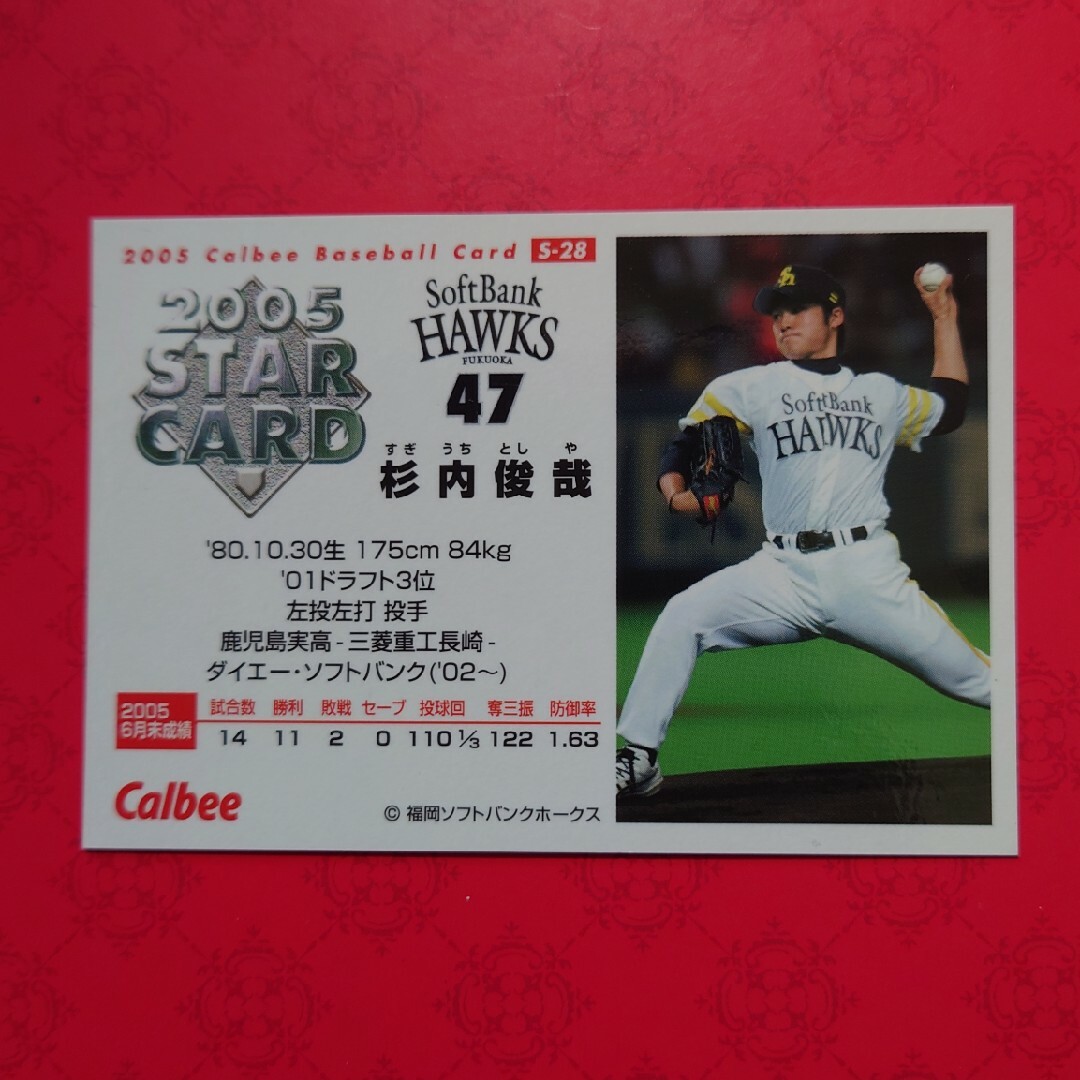 2005 Calbee Baseball Card S-28
2005
STAR
CARD
SoftBank
HAWKS
FUKUOKA
47
すぎ うち とし や
杉内俊哉
'80.10.30生 175cm 84kg
'01ドラフト3位
左投左打 投手
鹿児島実高-三菱重工長崎-
ダイエー・ソフトバンク('02〜)
2005
6月末成績
試合数 勝利 敗戦 セーブ 投球回 奪三振 防御率
14 11 2 0 110 1/3 122 1.63
Calbee
© 福岡ソフトバンクホークス
SoftBank
HAWKS
SH